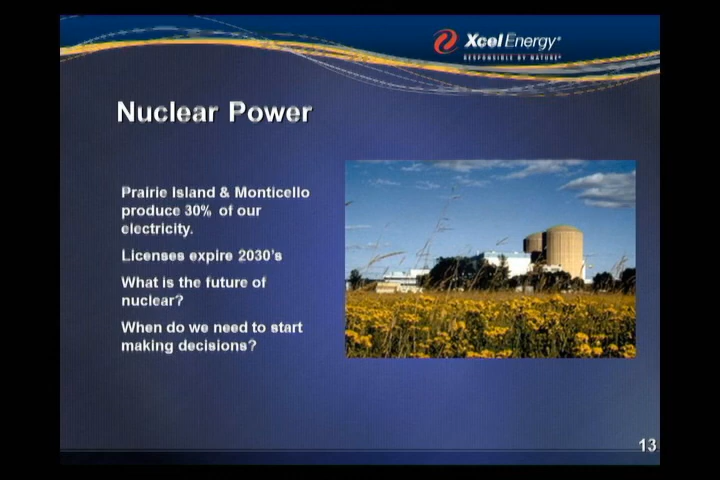 Xcel Energy®
RESPONSIBLE BY NATURE®
Nuclear Power
Prairie Island & Monticello
produce 30% of our
electricity.
Licenses expire 2030's
What is the future of
nuclear?
When do we need to start
making decisions?
13